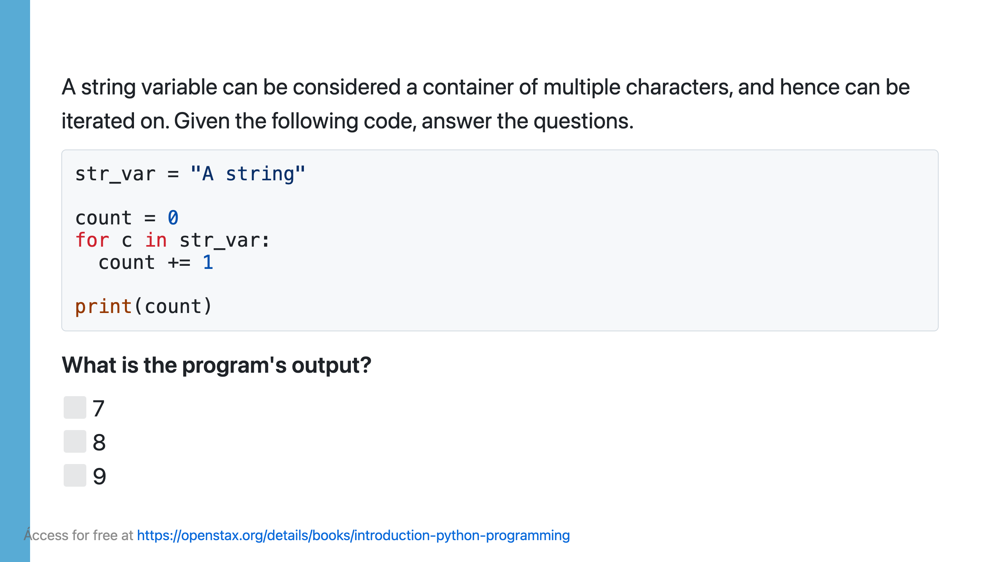 A string variable can be considered a container of multiple characters, and hence can be
iterated on. Given the following code, answer the questions.
str_var = "A string"
count = 0
for c in str_var:
  count += 1
print(count)
What is the program's output?
7
8
9
Áccess for free at https://openstax.org/details/books/introduction-python-programming